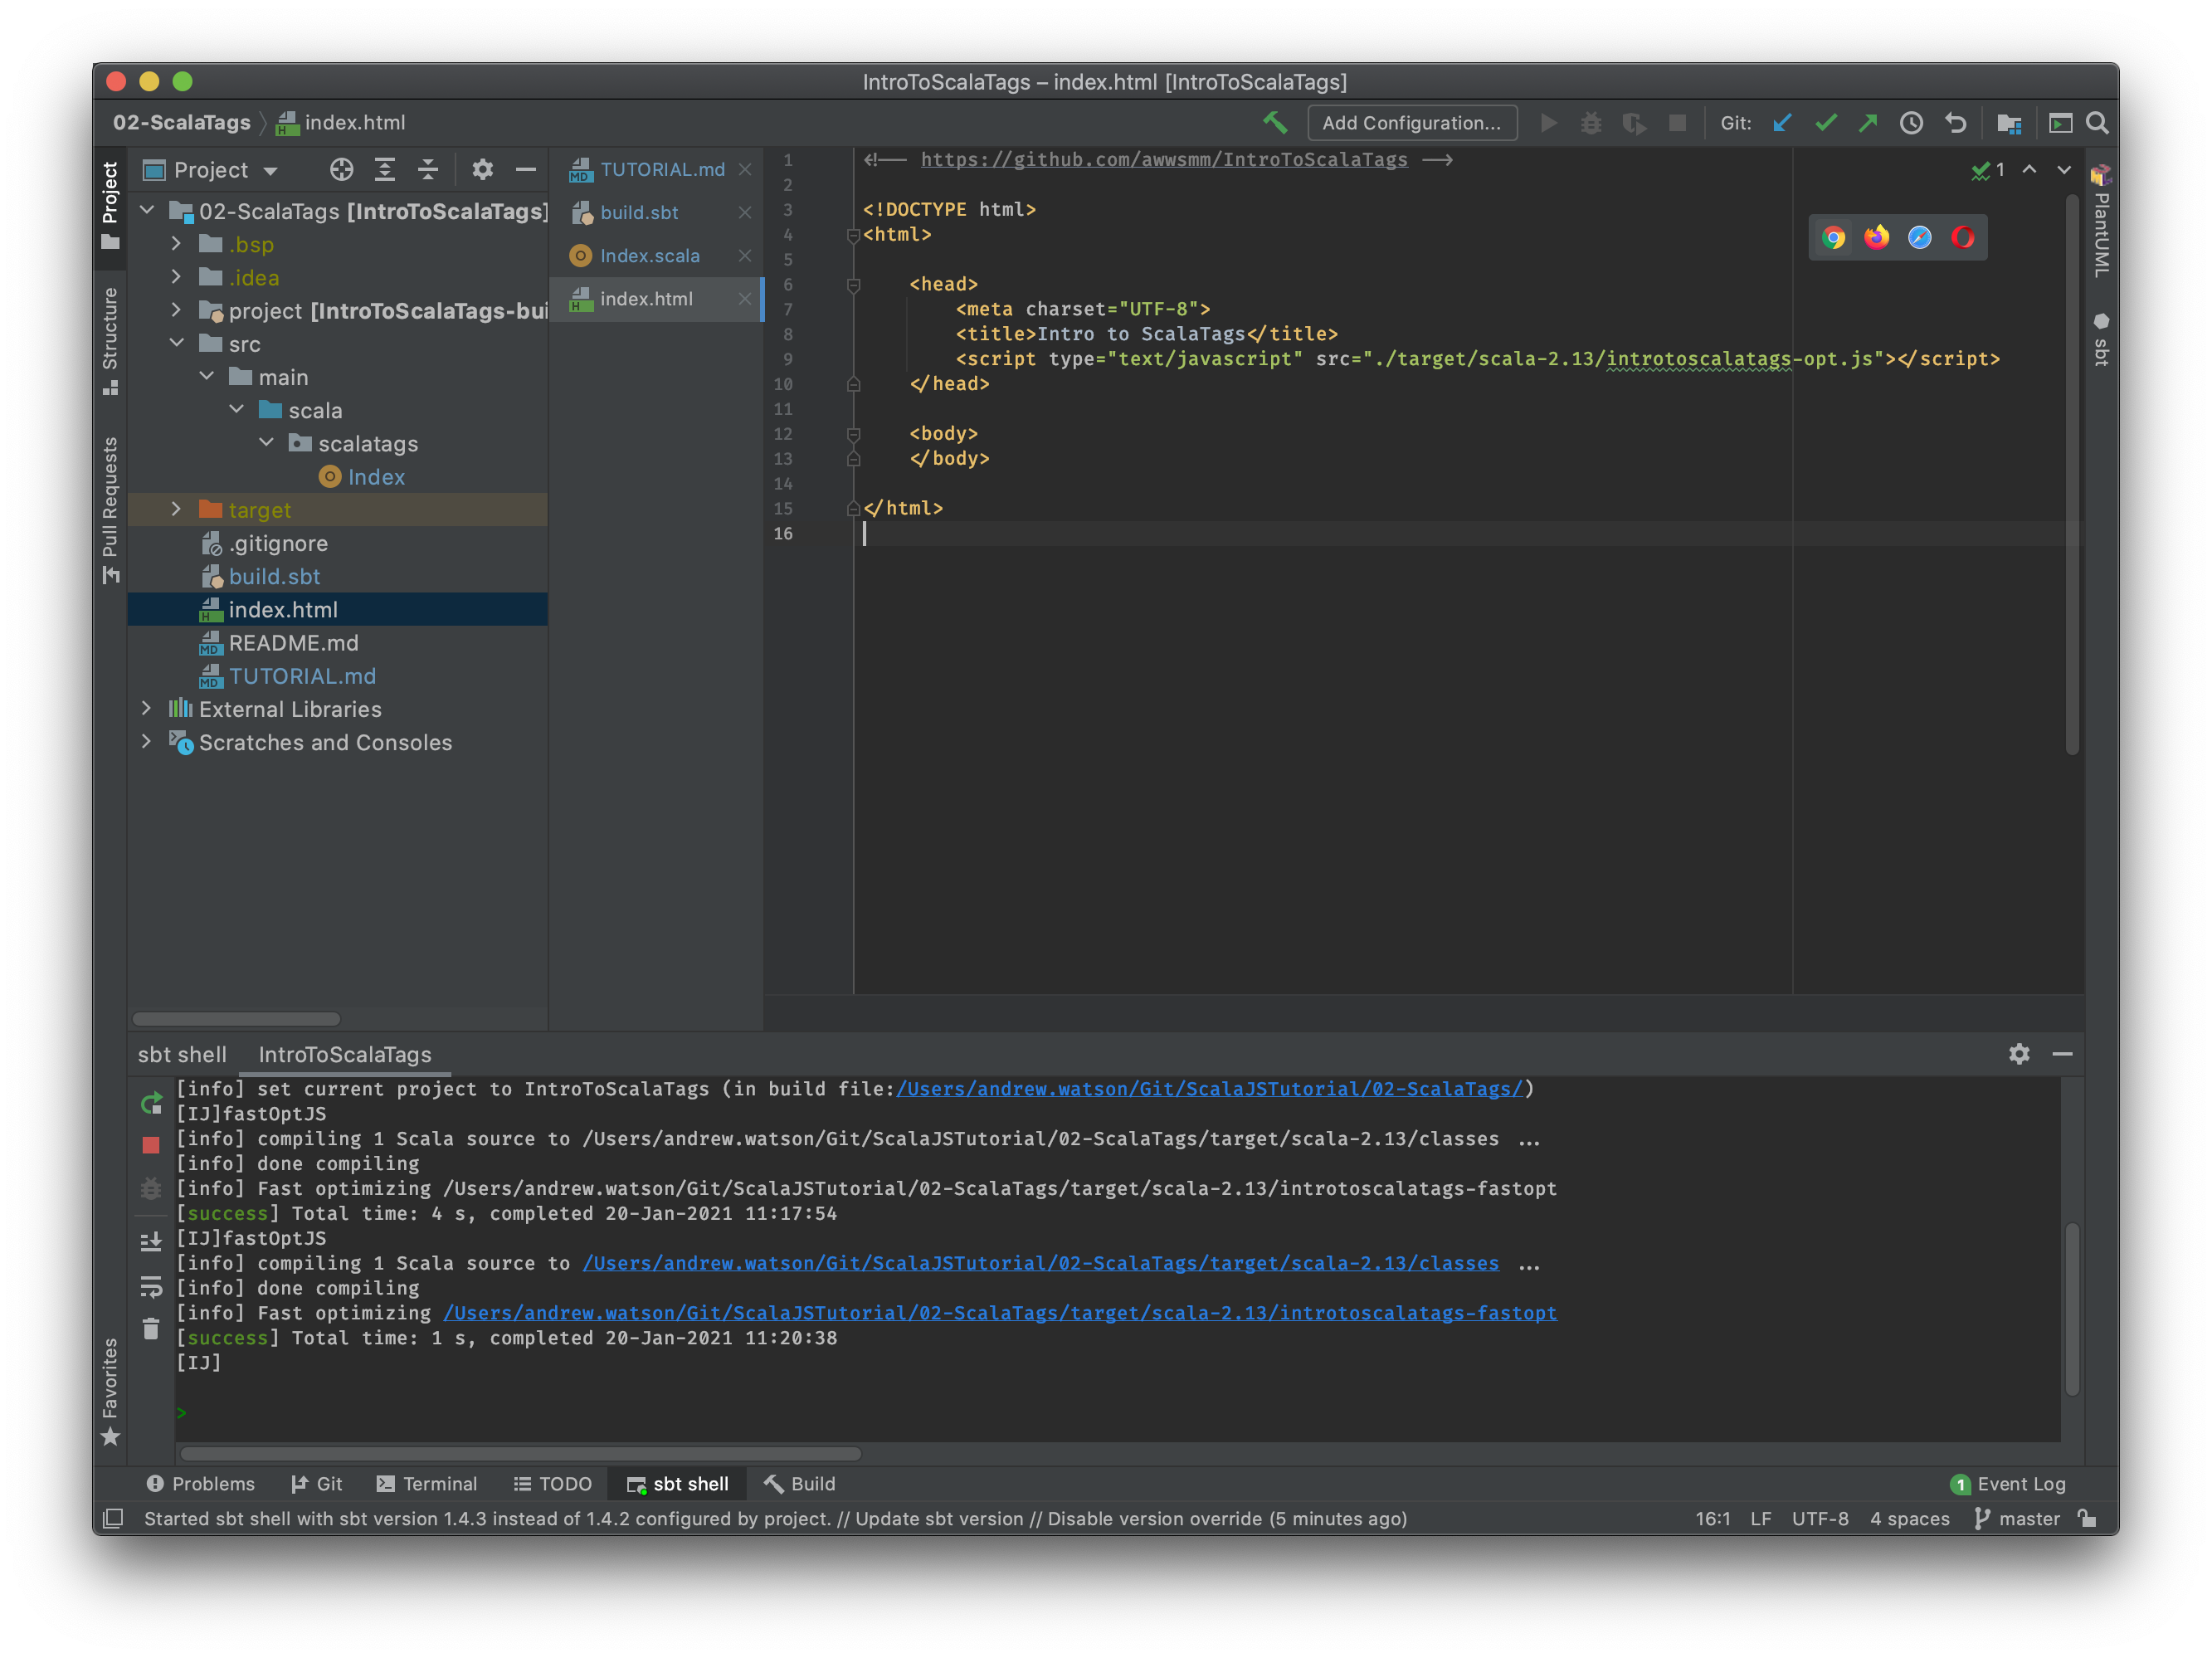 IntroToScalaTags – index.html [IntroToScalaTags]
02-ScalaTags index.html
Add Configuration...
Git:
Project
Structure
Pull Requests
Favorites
Project
02-ScalaTags [IntroToScalaTags]
.bsp
.idea
project [IntroToScalaTags-bui
src
main
scala
scalatags
Index
target
.gitignore
build.sbt
index.html
README.md
TUTORIAL.md
External Libraries
Scratches and Consoles
TUTORIAL.md
build.sbt
Index.scala
index.html
1 <!-- https://github.com/awwsmm/IntroToScalaTags -->
2
3 <!DOCTYPE html>
4 <html>
5
6 <head>
7 <meta charset="UTF-8">
8 <title>Intro to ScalaTags</title>
9 <script type="text/javascript" src="./target/scala-2.13/introtoscalatags-opt.js"></script>
10 </head>
11
12 <body>
13 </body>
14
15 </html>
16
1
PlantUML
sbt
sbt shell IntroToScalaTags
[info] set current project to IntroToScalaTags (in build file:/Users/andrew.watson/Git/ScalaJSTutorial/02-ScalaTags/)
[IJ]fastOptJS
[info] compiling 1 Scala source to /Users/andrew.watson/Git/ScalaJSTutorial/02-ScalaTags/target/scala-2.13/classes ...
[info] done compiling
[info] Fast optimizing /Users/andrew.watson/Git/ScalaJSTutorial/02-ScalaTags/target/scala-2.13/introtoscalatags-fastopt
[success] Total time: 4 s, completed 20-Jan-2021 11:17:54
[IJ]fastOptJS
[info] compiling 1 Scala source to /Users/andrew.watson/Git/ScalaJSTutorial/02-ScalaTags/target/scala-2.13/classes ...
[info] done compiling
[info] Fast optimizing /Users/andrew.watson/Git/ScalaJSTutorial/02-ScalaTags/target/scala-2.13/introtoscalatags-fastopt
[success] Total time: 1 s, completed 20-Jan-2021 11:20:38
[IJ]
>
Problems Git Terminal TODO sbt shell Build
1 Event Log
Started sbt shell with sbt version 1.4.3 instead of 1.4.2 configured by project. // Update sbt version // Disable version override (5 minutes ago)
16:1 LF UTF-8 4 spaces master